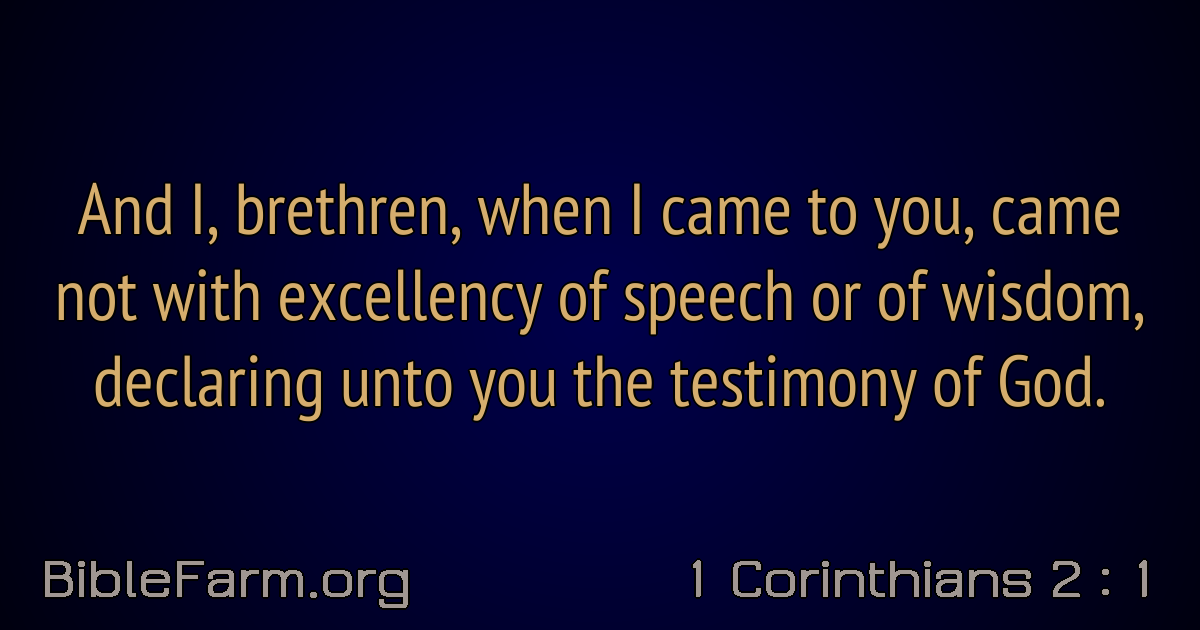 And I, brethren, when I came to you, came
not with excellency of speech or of wisdom,
declaring unto you the testimony of God.
BibleFarm.org
1 Corinthians 2 : 1